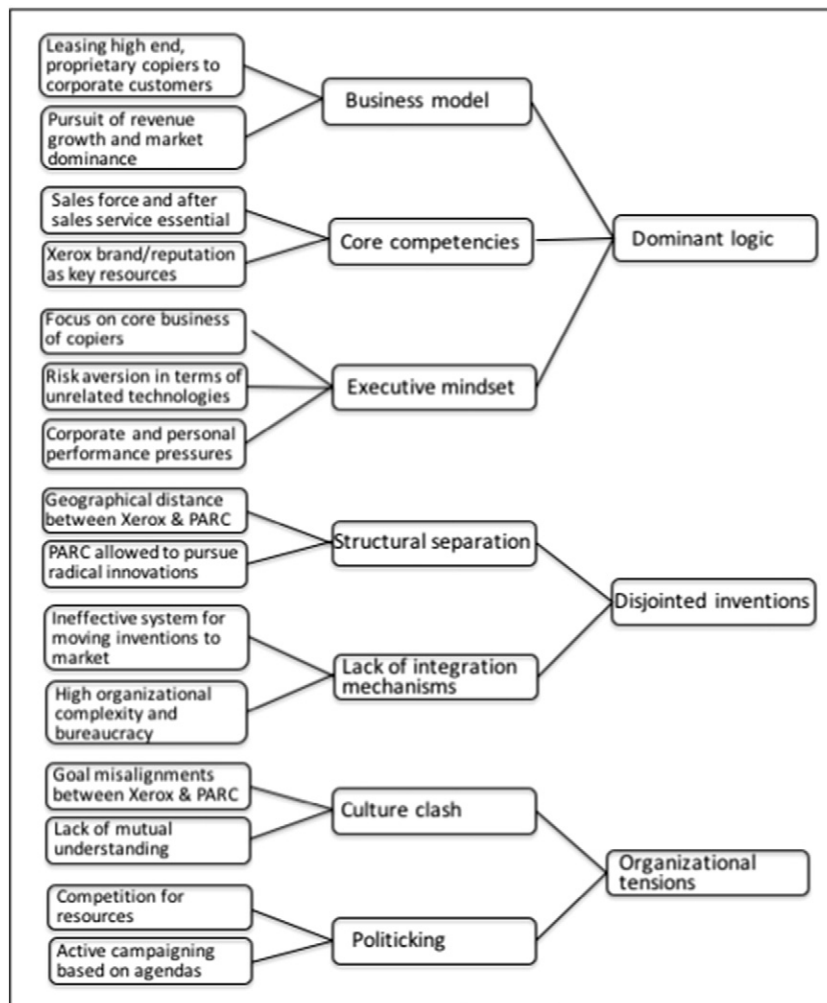 Leasing high end,
proprietary copiers to
corporate customers
Pursuit of revenue
growth and market
dominance
Business model
Sales force and after
sales service essential
Xerox brand/reputation
as key resources
Core competencies
Dominant logic
Focus on core business
of copiers
Risk aversion in terms of
unrelated technologies
Corporate and personal
performance pressures
Executive mindset
Geographical distance
between Xerox & PARC
PARC allowed to pursue
radical innovations
Structural separation
Disjointed inventions
Ineffective system for
moving inventions to
market
High organizational
complexity and
bureaucracy
Lack of integration
mechanisms
Goal misalignments
between Xerox & PARC
Lack of mutual
understanding
Culture clash
Organizational
tensions
Competition for
resources
Active campaigning
based on agendas
Politicking